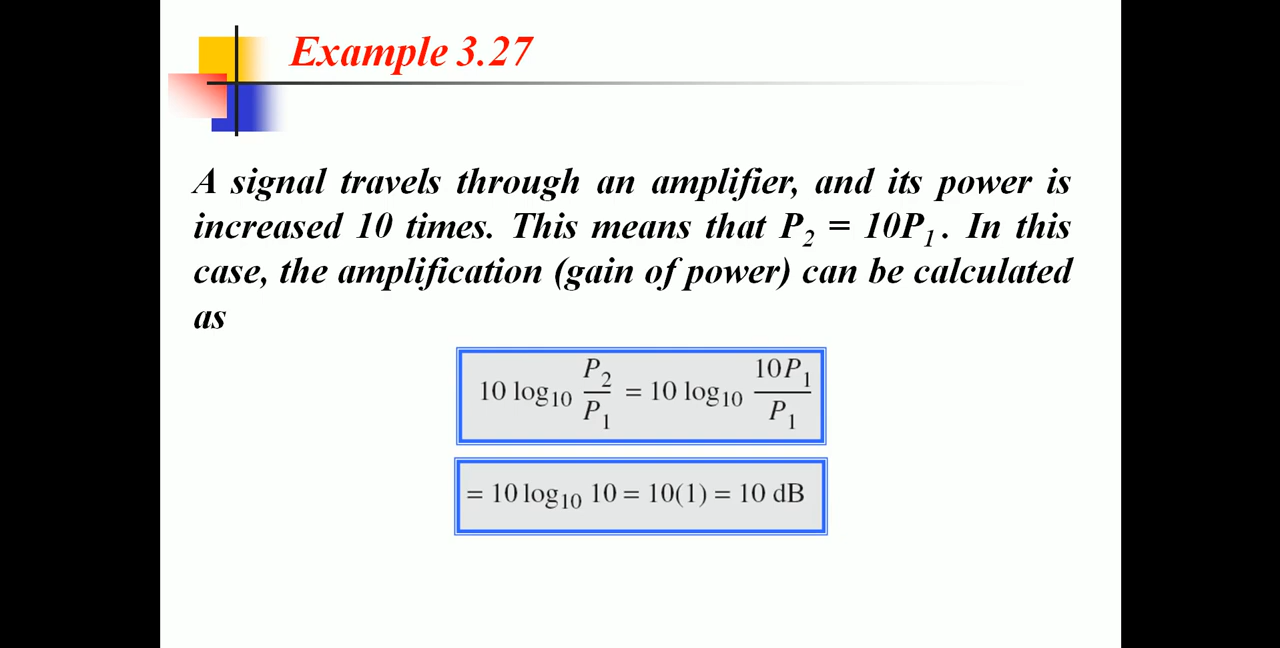 Example 3.27
A signal travels through an amplifier, and its power is
increased 10 times. This means that P₂ = 10P₁. In this
case, the amplification (gain of power) can be calculated
as
10 log₁₀ P₂/P₁ = 10 log₁₀ 10P₁/P₁
= 10 log₁₀ 10 = 10(1) = 10 dB